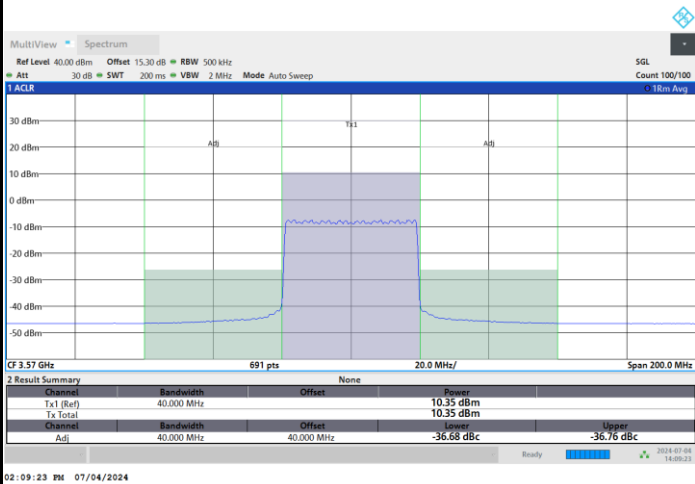 MultiView Spectrum
Ref Level 40.00 dBm Offset 15.30 dB RBW 500 kHz SGL
Att 30 dB SWT 200 ms VBW 2 MHz Mode Auto Sweep Count 100/100
1 ACLR 1Rm Avg
30 dBm
Tx1
20 dBm
Adj Adj
10 dBm
0 dBm
-10 dBm
-20 dBm
-30 dBm
-40 dBm
-50 dBm
CF 3.57 GHz 691 pts 20.0 MHz/ Span 200.0 MHz
2 Result Summary None
Channel Bandwidth Offset Power
Tx1 (Ref) 40.000 MHz 10.35 dBm
Tx Total 10.35 dBm
Channel Bandwidth Offset Lower Upper
Adj 40.000 MHz 40.000 MHz -36.68 dBc -36.76 dBc
Ready 2024-07-04
14:09:23
02:09:23 PM 07/04/2024